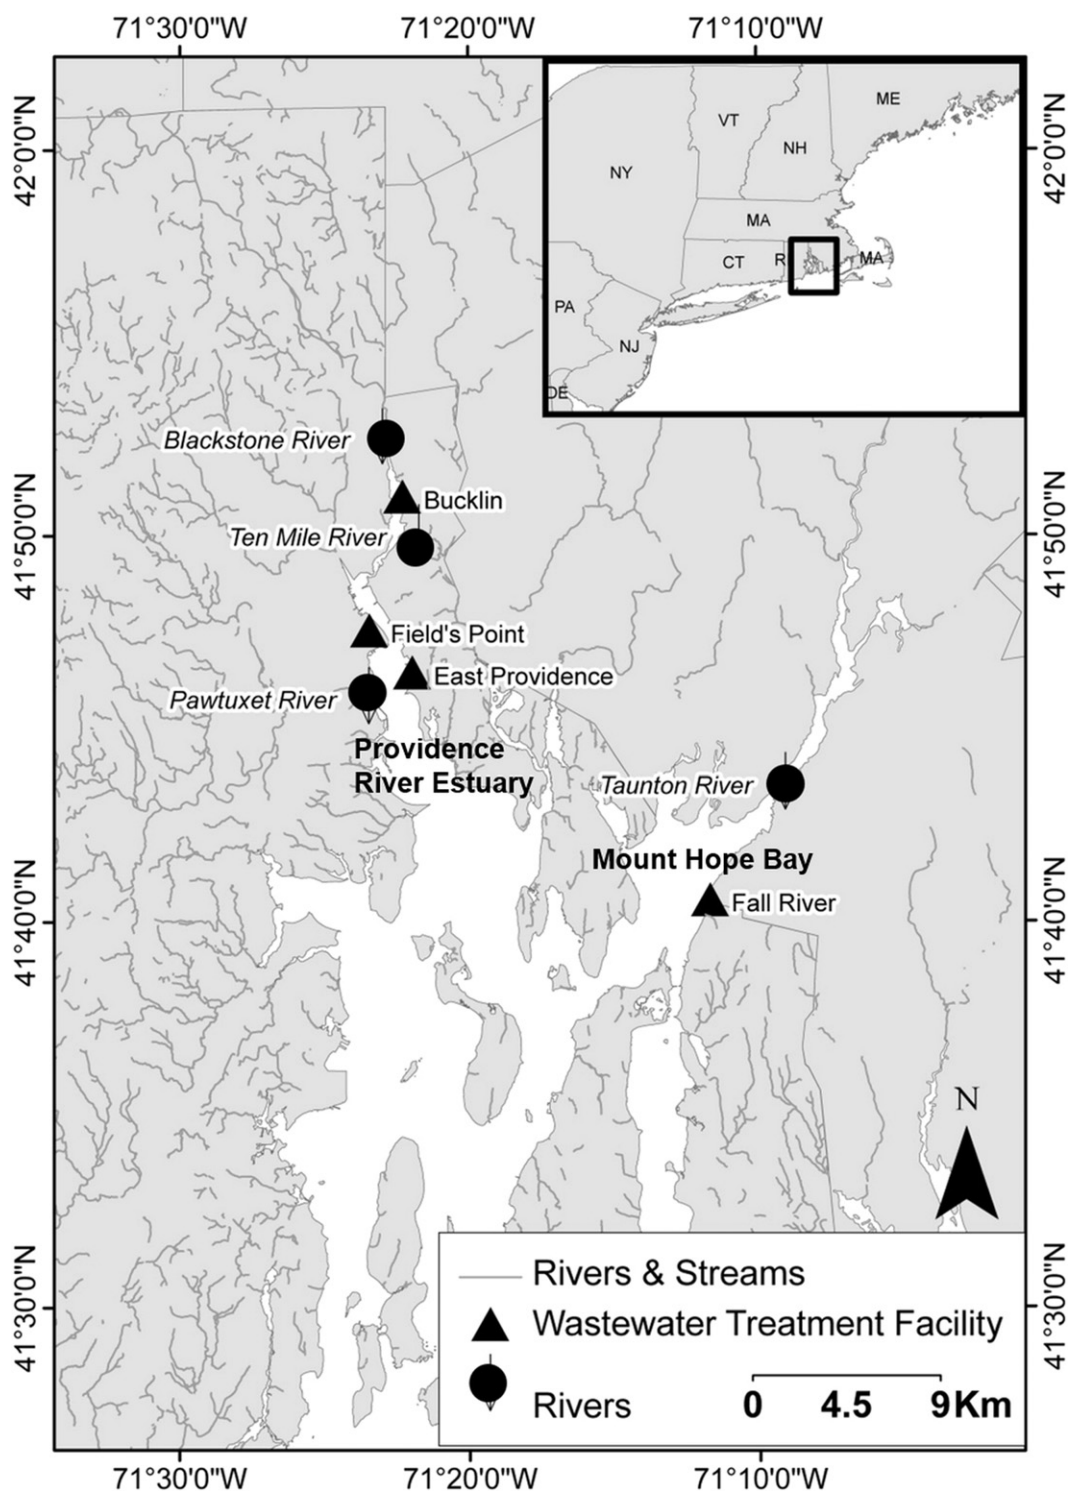 71°30'0"W 71°20'0"W 71°10'0"W
42°0'0"N
42°0'0"N
ME
VT
NH
NY
MA
CT
R
MA
PA
NJ
DE
Blackstone River
Bucklin
Ten Mile River
41°50'0"N
41°50'0"N
Field's Point
East Providence
Pawtuxet River
Providence
River Estuary
Taunton River
Mount Hope Bay
Fall River
41°40'0"N
41°40'0"N
N
Rivers & Streams
Wastewater Treatment Facility
Rivers
0 4.5 9Km
41°30'0"N
41°30'0"N
71°30'0"W 71°20'0"W 71°10'0"W